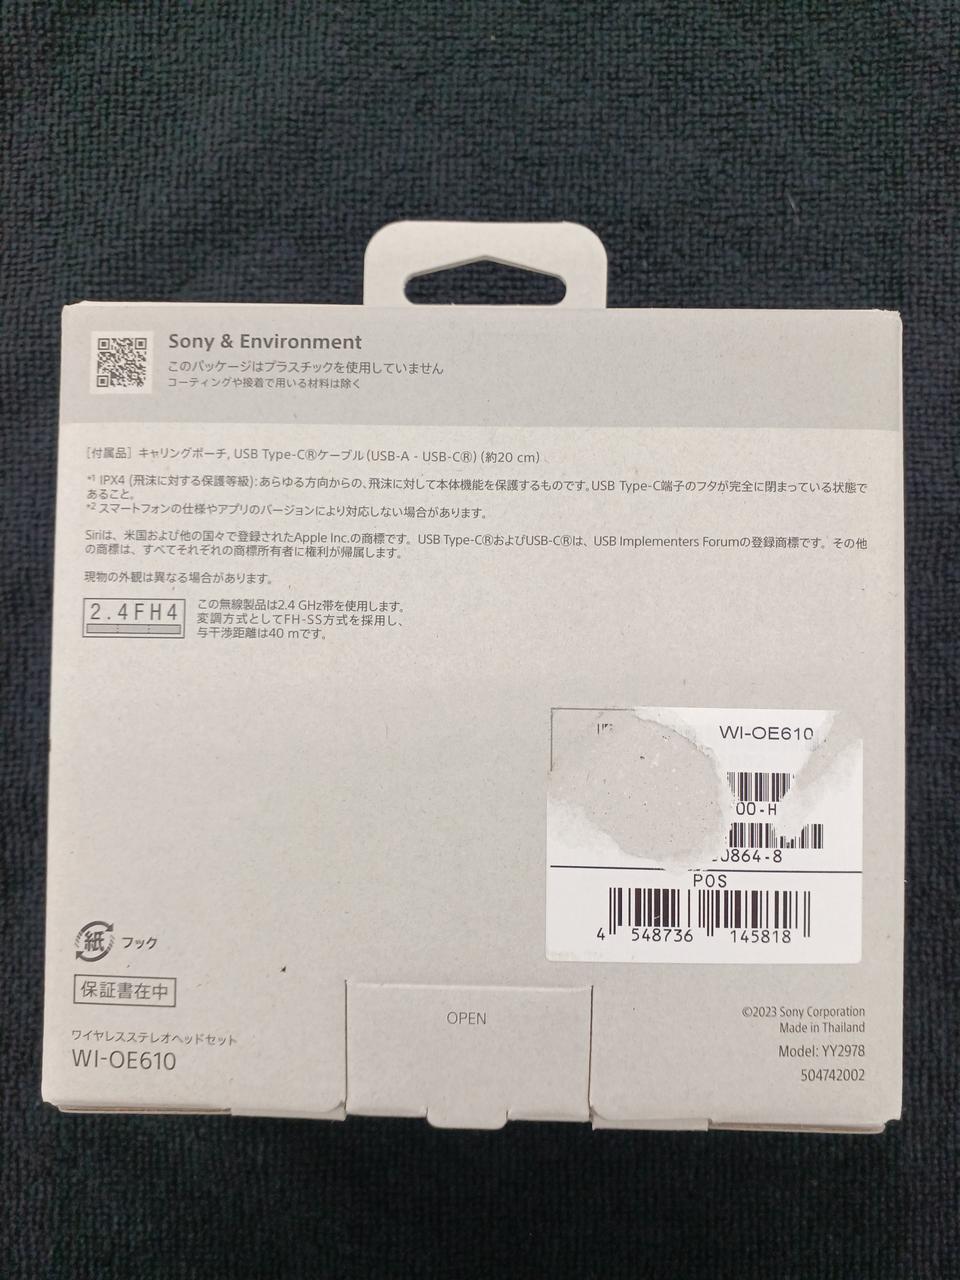 Sony & Environment
このパッケージはプラスチックを使用していません
コーティングや接着で用いる材料は除く
［付属品］キャリングポーチ, USB Type-C®ケーブル(USB-A - USB-C®) (約20 cm)
*1 IPX4 (飛沫に対する保護等級): あらゆる方向からの、飛沫に対して本体機能を保護するものです。USB Type-C端子のフタが完全に閉まっている状態で
あること。
*2 スマートフォンの仕様やアプリのバージョンにより対応しない場合があります。
Siriは、米国および他の国々で登録されたApple Inc.の商標です。USB Type-C®およびUSB-C®は、USB Implementers Forumの登録商標です。その他
の商標は、すべてそれぞれの商標所有者に権利が帰属します。
現物の外観は異なる場合があります。
2.4FH4
この無線製品は2.4 GHz帯を使用します。
変調方式としてFH-SS方式を採用し、
与干渉距離は40 mです。
WI-OE610
00-H
0864-8
POS
4 548736 145818
紙 フック
保証書在中
ワイヤレスステレオヘッドセット
WI-OE610
OPEN
©2023 Sony Corporation
Made in Thailand
Model: YY2978
504742002